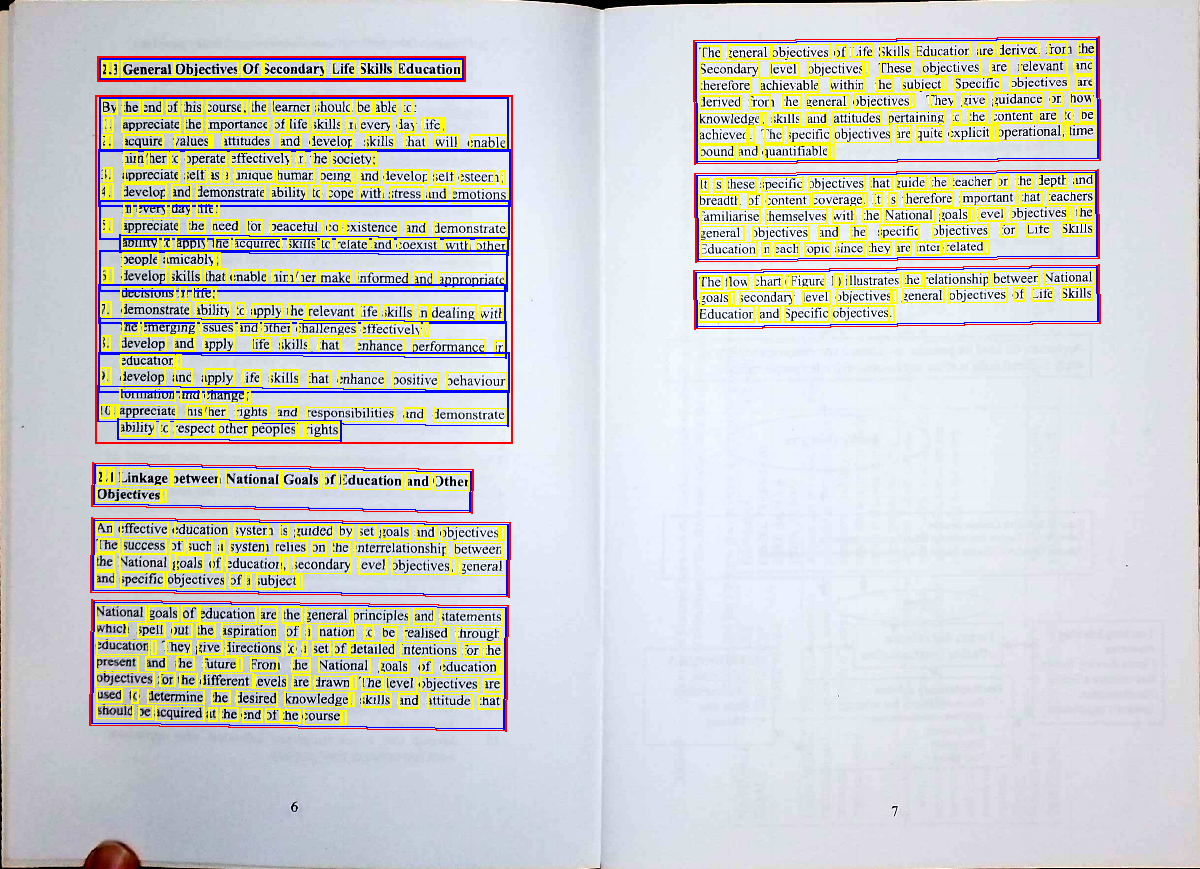 2.3 General Objectives Of Secondary Life Skills Education
By the end of this course, the learner should be able to:
1. appreciate the importance of life skills in every day life;
2. acquire values attitudes and develop skills that will enable
him/her to operate effectively in the society;
3. appreciate self as a unique human being and develop self esteem;
4. develop and demonstrate ability to cope with stress and emotions
in every day life;
5. appreciate the need for peaceful co-existence and demonstrate
ability to apply the acquired skills to relate and coexist with other
people amicably;
6. develop skills that enable him/her make informed and appropriate
decisions in life;
7. demonstrate ability to apply the relevant life skills in dealing with
the emerging issues and other challenges effectively;
8. develop and apply life skills that enhance performance in
education
9. develop and apply life skills that enhance positive behaviour
formation and change;
10. appreciate his/her rights and responsibilities and demonstrate
ability to respect other peoples' rights
2.1 Linkage between National Goals of Education and Other
Objectives
An effective education system is guided by set goals and objectives
The success of such a system relies on the interrelationship between
the National goals of education, secondary level objectives, general
and specific objectives of a subject
National goals of education are the general principles and statements
which spell out the aspiration of a nation to be realised through
education. They give directions to a set of detailed intentions for the
present and the future From the National goals of education
objectives for the different levels are drawn The level objectives are
used to determine the desired knowledge, skills and attitude that
should be acquired at the end of the course
6
The general objectives of Life Skills Education are derived from the
Secondary level objectives These objectives are relevant and
therefore achievable within the subject Specific objectives are
derived from the general objectives They give guidance on how
knowledge, skills and attitudes pertaining to the content are to be
achieved. The specific objectives are quite explicit operational, time
bound and quantifiable
It is these specific objectives that guide the teacher on the depth and
breadth of content coverage. It is therefore important that teachers
familiarise themselves with the National goals level objectives the
general objectives and the specific objectives for Life Skills
Education in each topic since they are inter-related
The flow chart (Figure 1) illustrates the relationship between National
goals secondary level objectives general objectives of Life Skills
Education and Specific objectives.
7